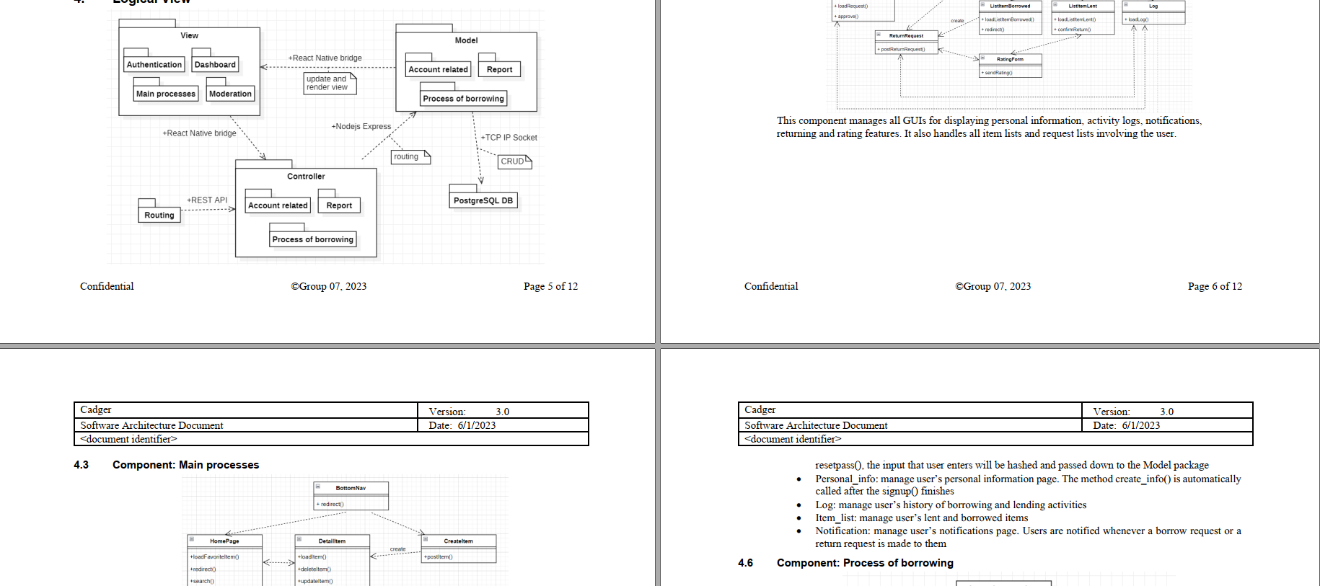 4. Logical View
View
Authentication
Dashboard
Main processes
Moderation
+React Native bridge
update and
render view
Model
Account related
Report
Process of borrowing
+React Native bridge
+Nodejs Express
routing
+TCP IP Socket
CRUD
PostgreSQL DB
Controller
Account related
Report
Process of borrowing
+REST API
Routing
Confidential ©Group 07, 2023 Page 5 of 12
+ loadRequest()
+ approve()
create
ListItemBorrowed
+ loadListItemBorrowed()
+ redirect()
ListItemLent
+ loadListItemLent()
+ confirmReturn()
Log
+ loadLog()
ReturnRequest
+ postReturnRequest()
RatingForm
+ sendRating()
This component manages all GUIs for displaying personal information, activity logs, notifications,
returning and rating features. It also handles all item lists and request lists involving the user.
Confidential ©Group 07, 2023 Page 6 of 12
Cadger Version: 3.0
Software Architecture Document Date: 6/1/2023
<document identifier>
4.3 Component: Main processes
BottomNav
+ redirect()
HomePage
+loadFavoriteItem()
+redirect()
+search()
DetailItem
+loadItem()
+deleteItem()
+updateItem()
create
CreateItem
+postItem()
Cadger Version: 3.0
Software Architecture Document Date: 6/1/2023
<document identifier>
resetpass(), the input that user enters will be hashed and passed down to the Model package
• Personal_info: manage user's personal information page. The method create_info() is automatically
called after the signup() finishes
• Log: manage user's history of borrowing and lending activities
• Item_list: manage user's lent and borrowed items
• Notification: manage user's notifications page. Users are notified whenever a borrow request or a
return request is made to them
4.6 Component: Process of borrowing